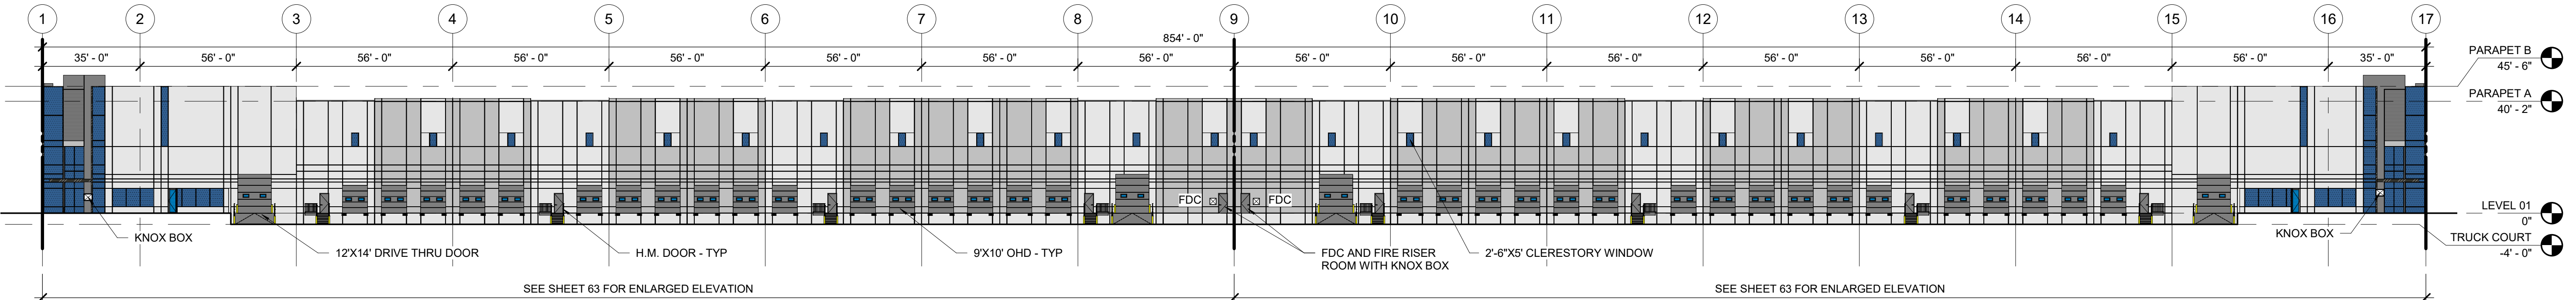 1 2 3 4 5 6 7 8 9 10 11 12 13 14 15 16 17
854' - 0"
35' - 0" 56' - 0" 56' - 0" 56' - 0" 56' - 0" 56' - 0" 56' - 0" 56' - 0" 56' - 0" 56' - 0" 56' - 0" 56' - 0" 56' - 0" 56' - 0" 56' - 0" 35' - 0"
PARAPET B
45' - 6"
PARAPET A
40' - 2"
FDC FDC
LEVEL 01
0"
TRUCK COURT
-4' - 0"
KNOX BOX
12'X14' DRIVE THRU DOOR
H.M. DOOR - TYP
9'X10' OHD - TYP
FDC AND FIRE RISER
ROOM WITH KNOX BOX
2'-6"X5' CLERESTORY WINDOW
KNOX BOX
SEE SHEET 63 FOR ENLARGED ELEVATION
SEE SHEET 63 FOR ENLARGED ELEVATION